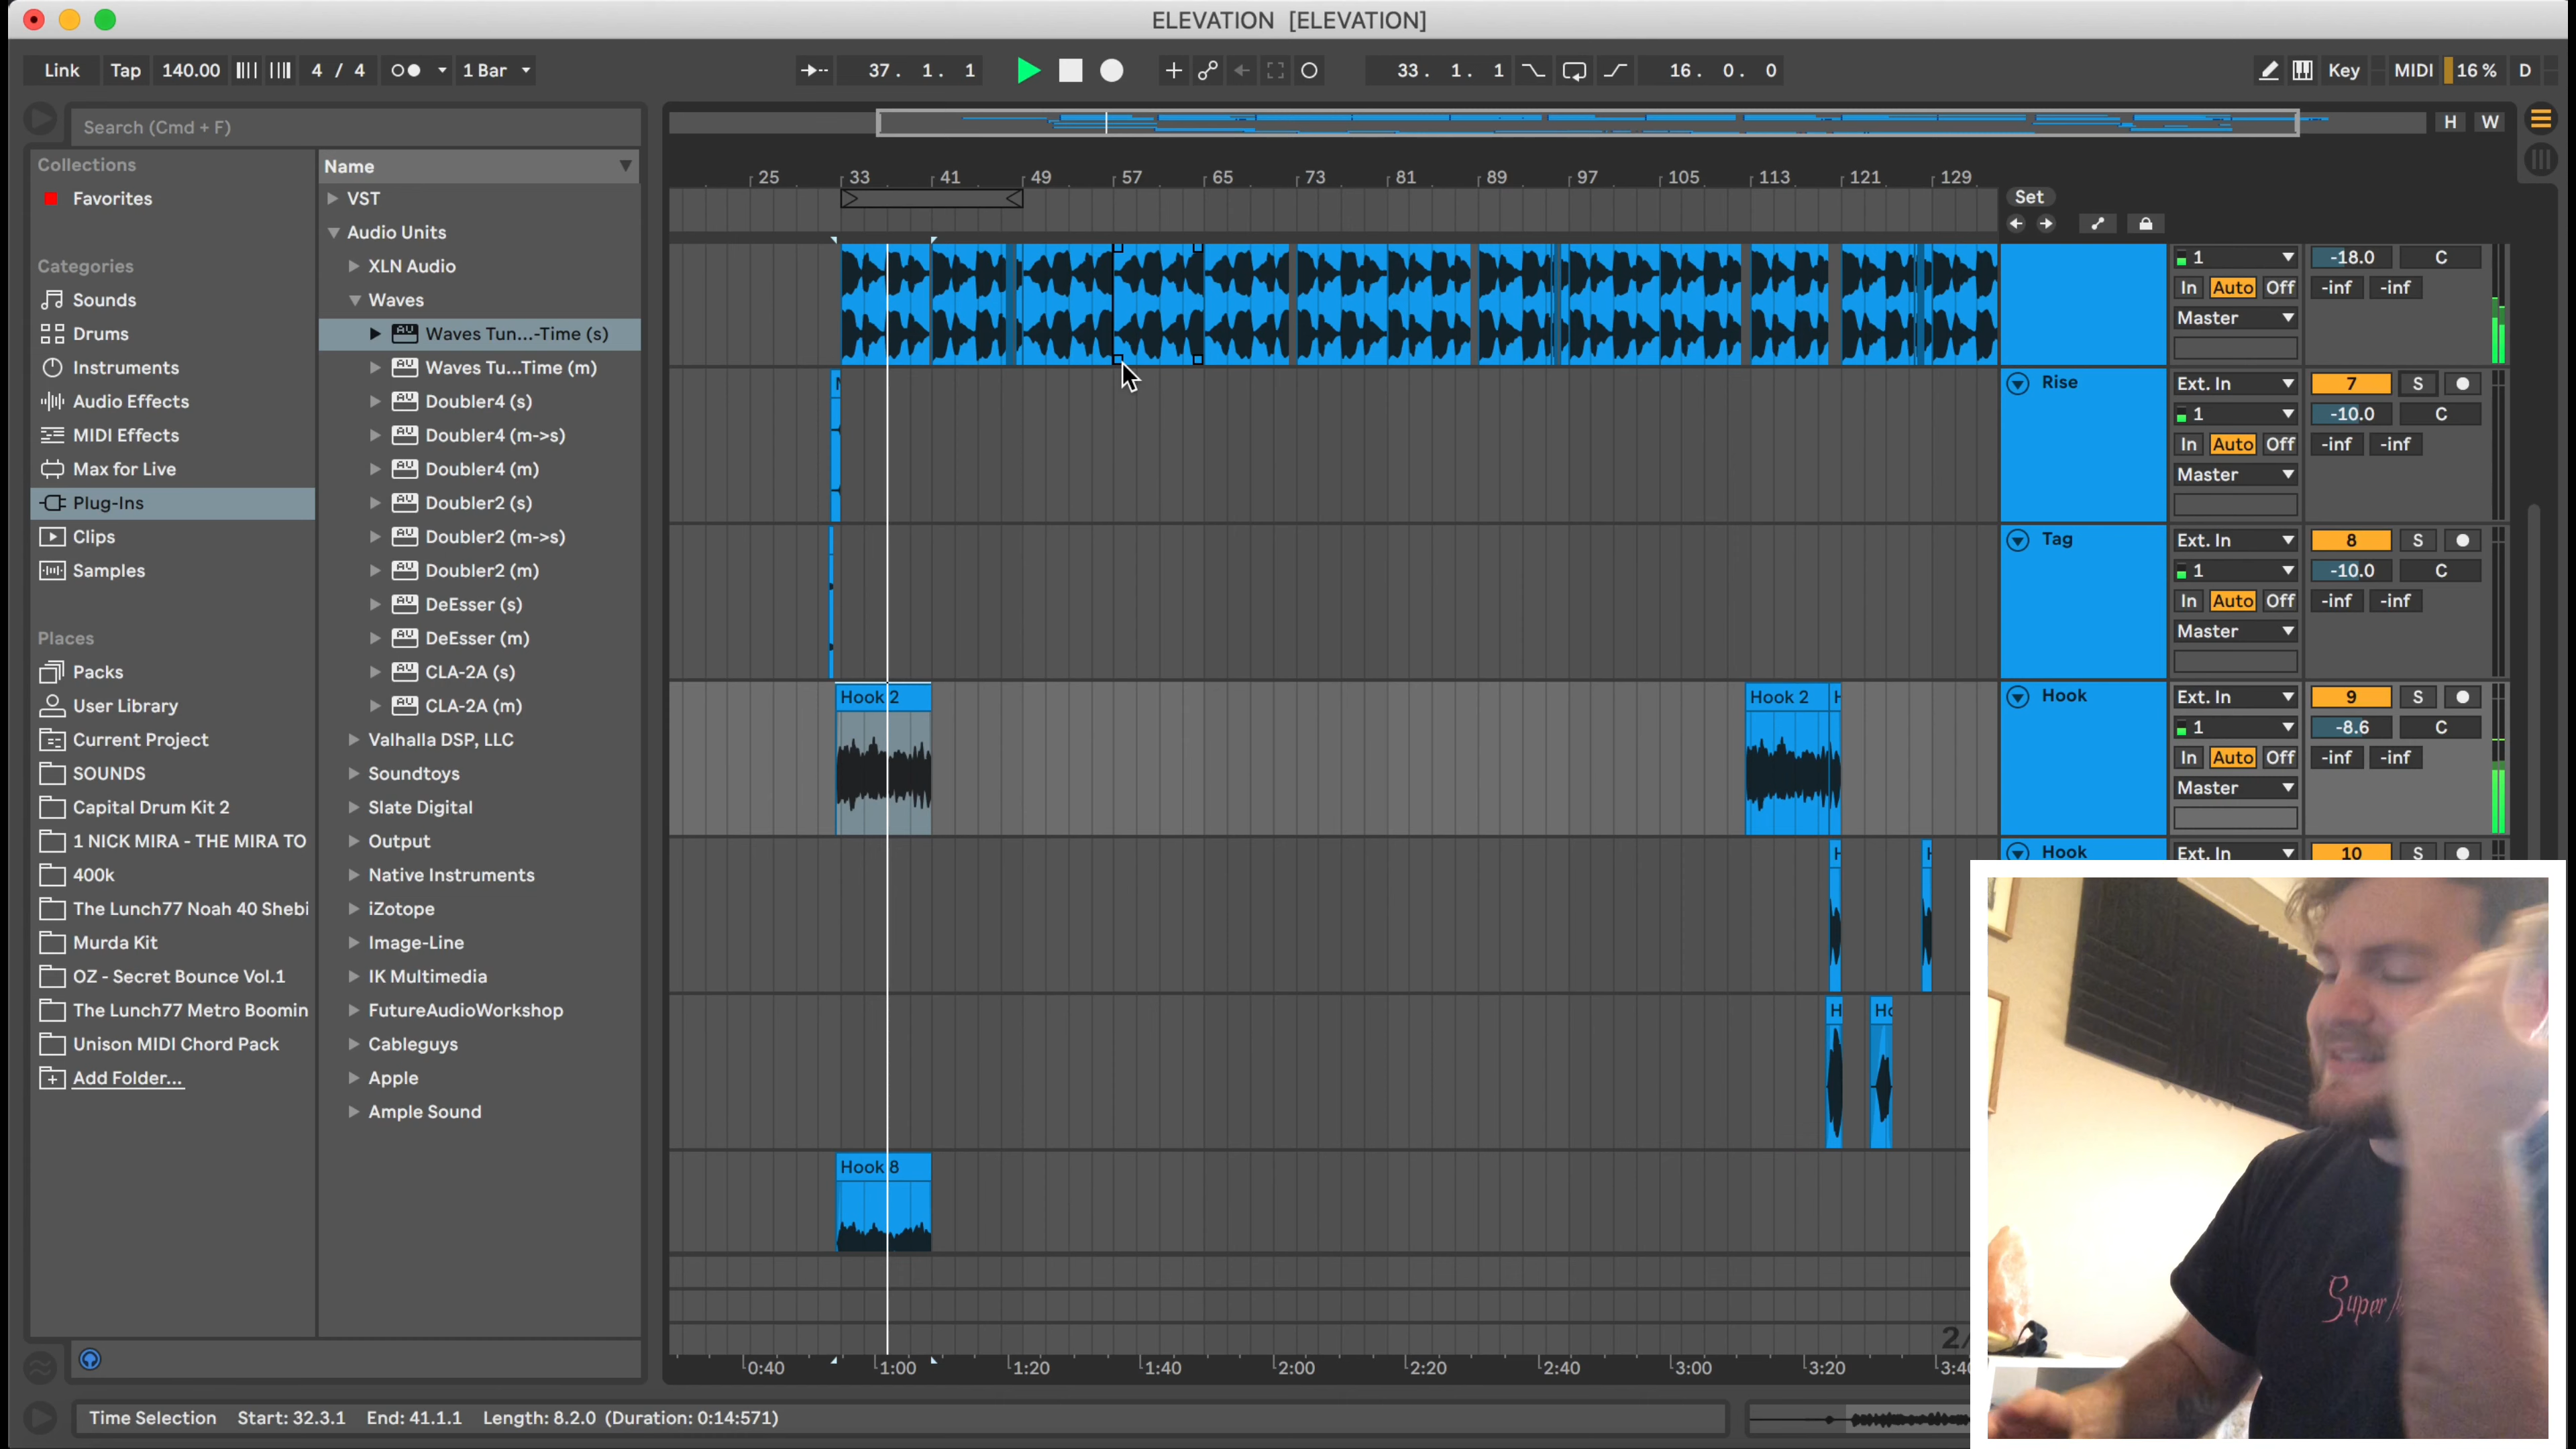 ELEVATION [ELEVATION]
Link Tap 140.00 4 / 4 1 Bar 37. 1. 1 33. 1. 1 16. 0. 0 Key MIDI 16 % D
Search (Cmd + F)
H W
Collections
Favorites
Categories
Sounds
Drums
Instruments
Audio Effects
MIDI Effects
Max for Live
Plug-Ins
Clips
Samples
Places
Packs
User Library
Current Project
SOUNDS
Capital Drum Kit 2
1 NICK MIRA - THE MIRA TO
400k
The Lunch77 Noah 40 Shebi
Murda Kit
OZ - Secret Bounce Vol.1
The Lunch77 Metro Boomin
Unison MIDI Chord Pack
Add Folder...
Name
VST
Audio Units
XLN Audio
Waves
Waves Tun...-Time (s)
Waves Tu...Time (m)
Doubler4 (s)
Doubler4 (m->s)
Doubler4 (m)
Doubler2 (s)
Doubler2 (m->s)
Doubler2 (m)
DeEsser (s)
DeEsser (m)
CLA-2A (s)
CLA-2A (m)
Valhalla DSP, LLC
Soundtoys
Slate Digital
Output
Native Instruments
iZotope
Image-Line
IK Multimedia
FutureAudioWorkshop
Cableguys
Apple
Ample Sound
25 33 41 49 57 65 73 81 89 97 105 113 121 129
Set
1 -18.0 C
In Auto Off -inf -inf
Master
Rise Ext. In 7 S
1 -10.0 C
In Auto Off -inf -inf
Master
Tag Ext. In 8 S
1 -10.0 C
In Auto Off -inf -inf
Master
Hook 2 Hook 2 H Hook Ext. In 9 S
1 -8.6 C
In Auto Off -inf -inf
Master
H H Hook Ext. In 10 S
H Ho
Hook 8
2/
0:40 1:00 1:20 1:40 2:00 2:20 2:40 3:00 3:20 3:40
Time Selection Start: 32.3.1 End: 41.1.1 Length: 8.2.0 (Duration: 0:14:571)
Super